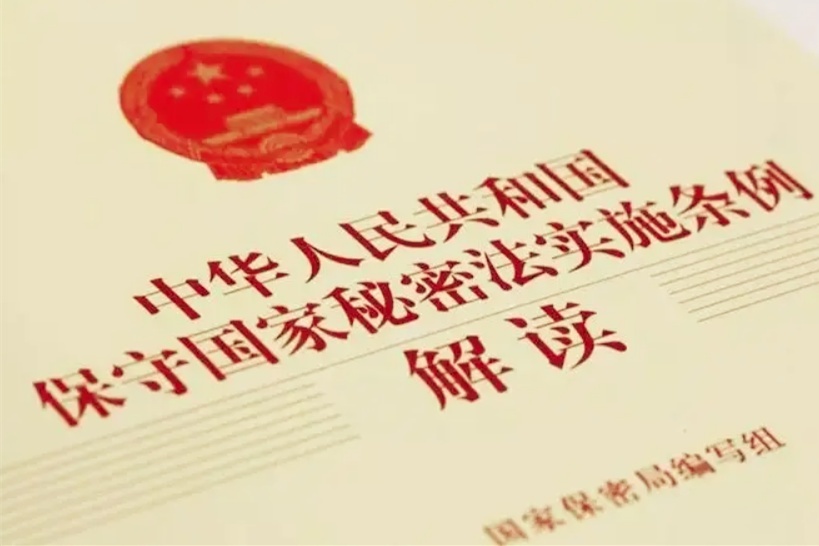 中华人民共和国
保守国家秘密法实施条例
解读
国家保密局编写组